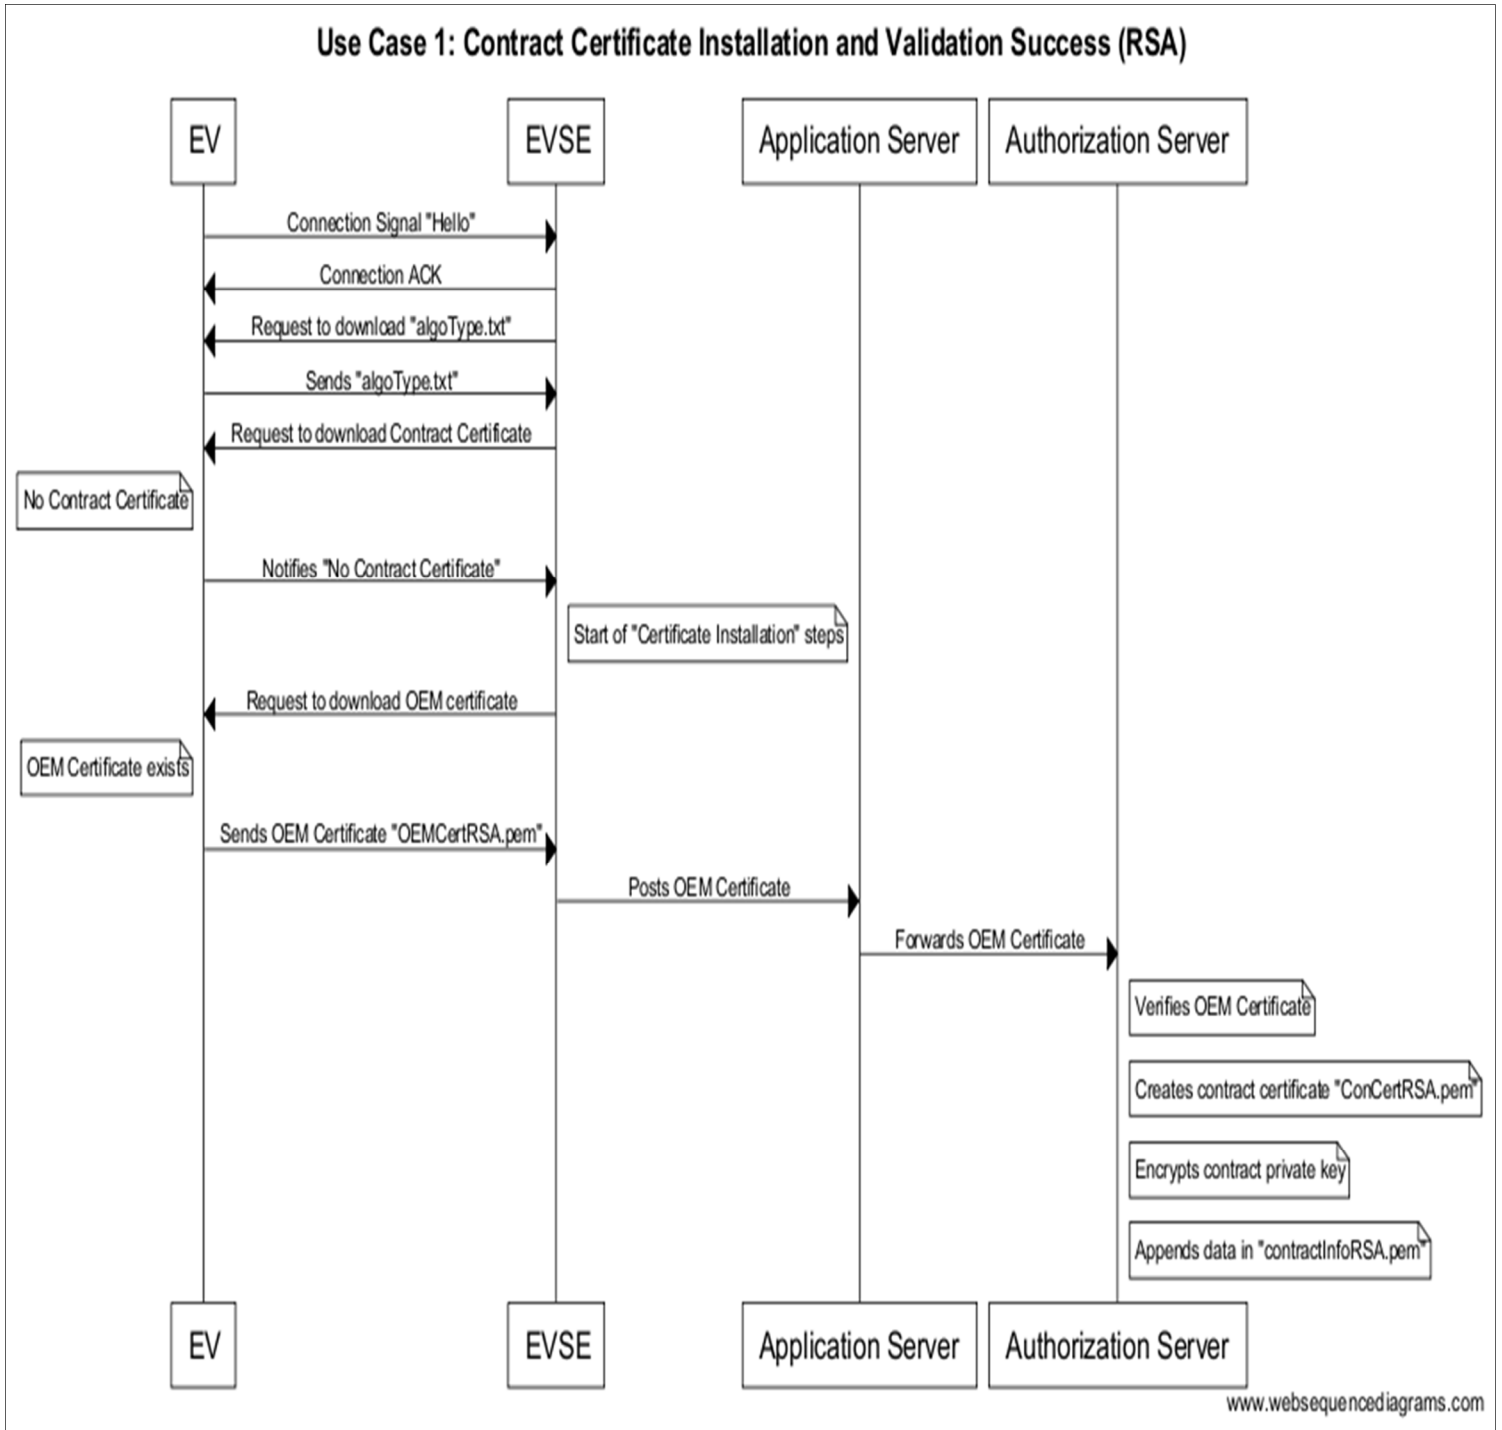 Use Case 1: Contract Certificate Installation and Validation Success (RSA)
EV
EVSE
Application Server
Authorization Server
Connection Signal "Hello"
Connection ACK
Request to download "algoType.txt"
Sends "algoType.txt"
Request to download Contract Certificate
No Contract Certificate
Notifies "No Contract Certificate"
Start of "Certificate Installation" steps
Request to download OEM certificate
OEM Certificate exists
Sends OEM Certificate "OEMCertRSA.pem"
Posts OEM Certificate
Forwards OEM Certificate
Verifies OEM Certificate
Creates contract certificate "ConCertRSA.pem"
Encrypts contract private key
Appends data in "contractInfoRSA.pem"
EV
EVSE
Application Server
Authorization Server
www.websequencediagrams.com